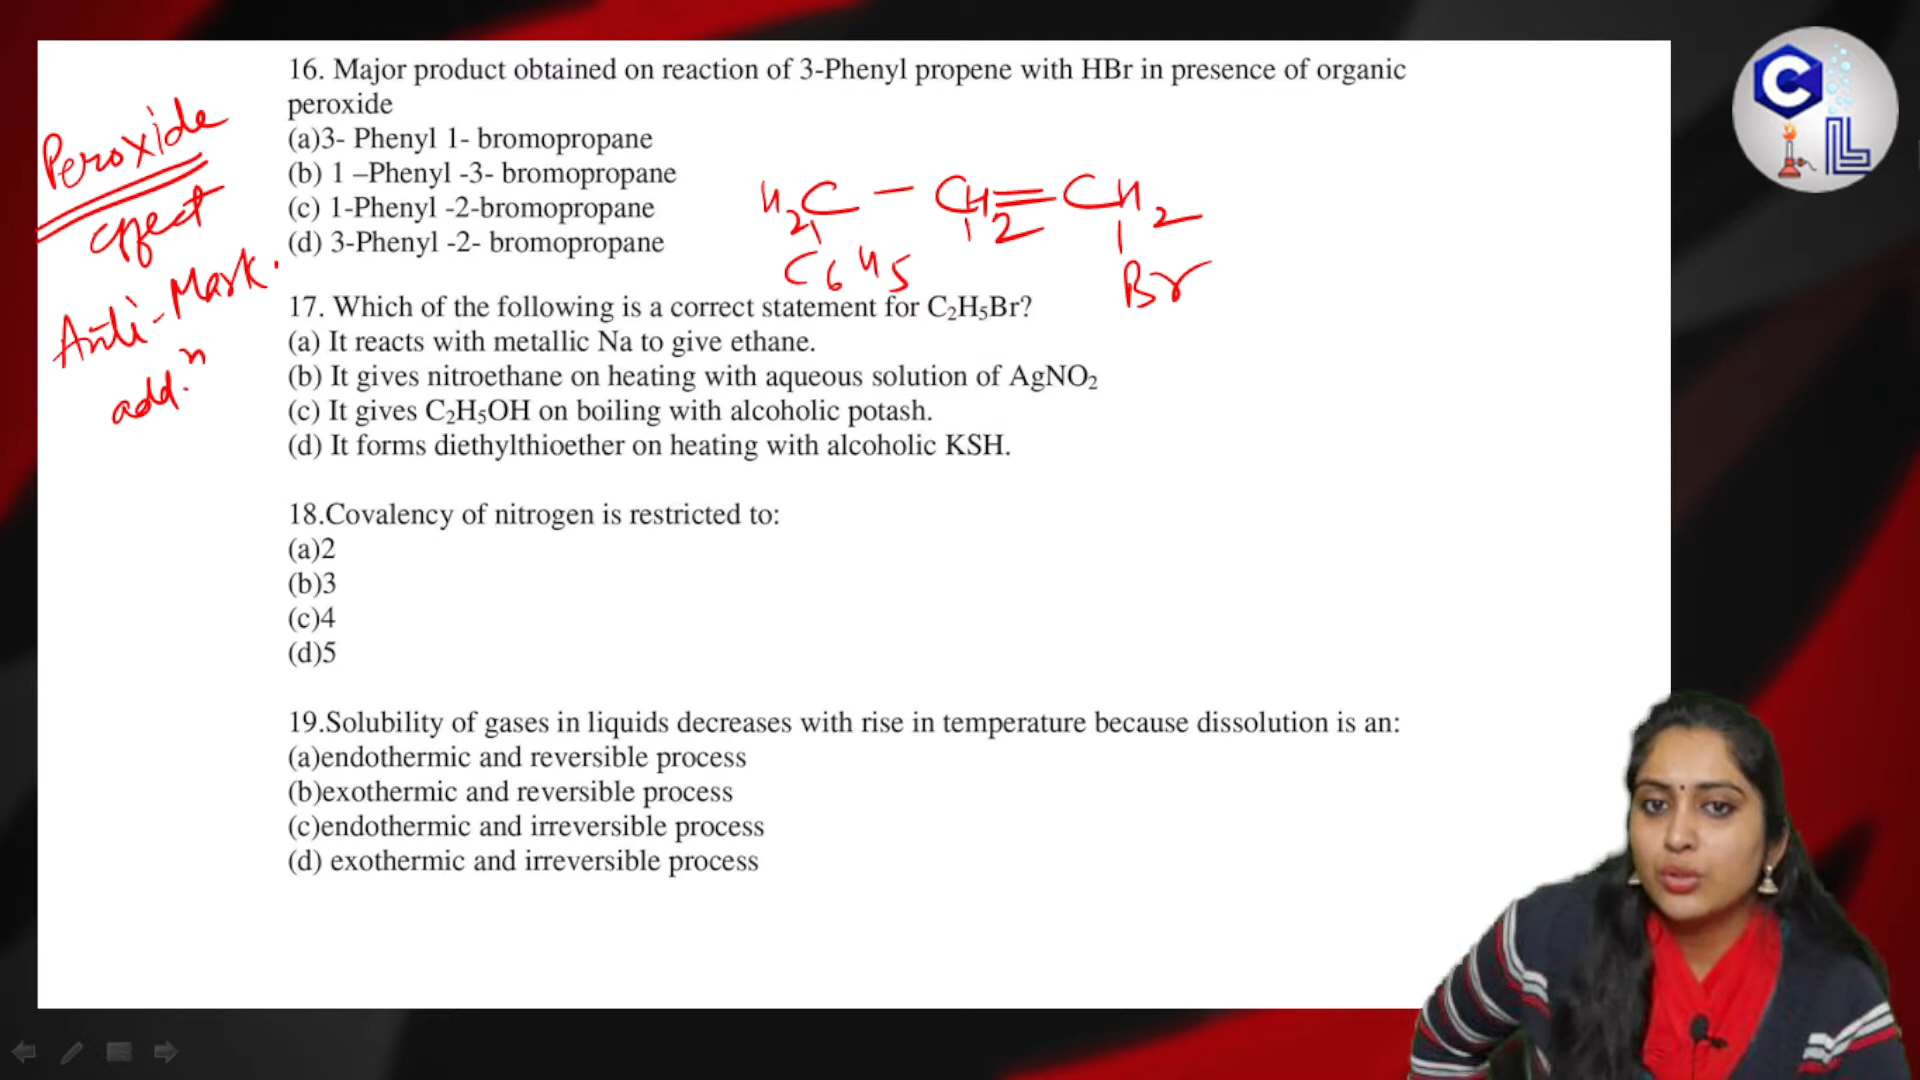 16. Major product obtained on reaction of 3-Phenyl propene with HBr in presence of organic
peroxide
(a)3- Phenyl 1- bromopropane
(b) 1 –Phenyl -3- bromopropane
(c) 1-Phenyl -2-bromopropane
(d) 3-Phenyl -2- bromopropane
Peroxide
effect
Anti-Mark.
add.ⁿ
H₂C – CH₂ = CH₂
C₆H₅
Br
17. Which of the following is a correct statement for C₂H₅Br?
(a) It reacts with metallic Na to give ethane.
(b) It gives nitroethane on heating with aqueous solution of AgNO₂
(c) It gives C₂H₅OH on boiling with alcoholic potash.
(d) It forms diethylthioether on heating with alcoholic KSH.
18.Covalency of nitrogen is restricted to:
(a)2
(b)3
(c)4
(d)5
19.Solubility of gases in liquids decreases with rise in temperature because dissolution is an:
(a)endothermic and reversible process
(b)exothermic and reversible process
(c)endothermic and irreversible process
(d) exothermic and irreversible process
C
L